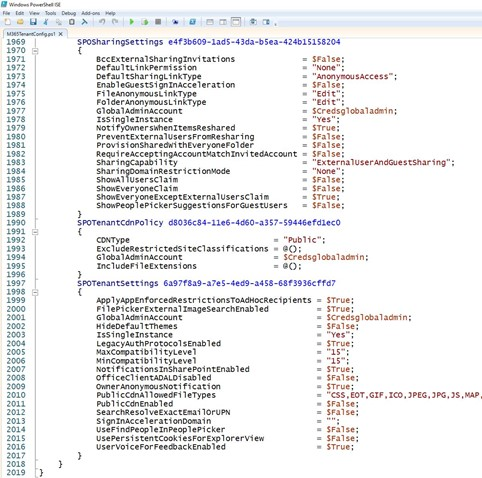 Windows PowerShell ISE
File Edit View Tools Debug Add-ons Help
M365TenantConfig.ps1 X
1969 SPOSharingSettings e4f3b609-1ad5-43da-b5ea-424b15158204
1970 {
1971 BccExternalSharingInvitations = $False;
1972 DefaultLinkPermission = "None";
1973 DefaultSharingLinkType = "AnonymousAccess";
1974 EnableGuestSignInAcceleration = $False;
1975 FileAnonymousLinkType = "Edit";
1976 FolderAnonymousLinkType = "Edit";
1977 GlobalAdminAccount = $Credsglobaladmin;
1978 IsSingleInstance = "Yes";
1979 NotifyOwnersWhenItemsReshared = $True;
1980 PreventExternalUsersFromResharing = $False;
1981 ProvisionSharedWithEveryoneFolder = $False;
1982 RequireAcceptingAccountMatchInvitedAccount = $False;
1983 SharingCapability = "ExternalUserAndGuestSharing";
1984 SharingDomainRestrictionMode = "None";
1985 ShowAllUsersClaim = $False;
1986 ShowEveryoneClaim = $False;
1987 ShowEveryoneExceptExternalUsersClaim = $True;
1988 ShowPeoplePickerSuggestionsForGuestUsers = $False;
1989 }
1990 SPOTenantCdnPolicy d8036c84-11e6-4d60-a357-59446efd1ec0
1991 {
1992 CDNType = "Public";
1993 ExcludeRestrictedSiteClassifications = @();
1994 GlobalAdminAccount = $Credsglobaladmin;
1995 IncludeFileExtensions = @();
1996 }
1997 SPOTenantSettings 6a97f8a9-a7e5-4ed9-a458-68f3936cffd7
1998 {
1999 ApplyAppEnforcedRestrictionsToAdHocRecipients = $True;
2000 FilePickerExternalImageSearchEnabled = $True;
2001 GlobalAdminAccount = $Credsglobaladmin;
2002 HideDefaultThemes = $False;
2003 IsSingleInstance = "Yes";
2004 LegacyAuthProtocolsEnabled = $True;
2005 MaxCompatibilityLevel = "15";
2006 MinCompatibilityLevel = "15";
2007 NotificationsInSharePointEnabled = $True;
2008 OfficeClientADALDisabled = $False;
2009 OwnerAnonymousNotification = $True;
2010 PublicCdnAllowedFileTypes = "CSS,EOT,GIF,ICO,JPEG,JPG,JS,MAP,
2011 PublicCdnEnabled = $False;
2012 SearchResolveExactEmailOrUPN = $False;
2013 SignInAccelerationDomain = "";
2014 UseFindPeopleInPeoplePicker = $False;
2015 UsePersistentCookiesForExplorerView = $False;
2016 UserVoiceForFeedbackEnabled = $True;
2017 }
2018 }
2019 }